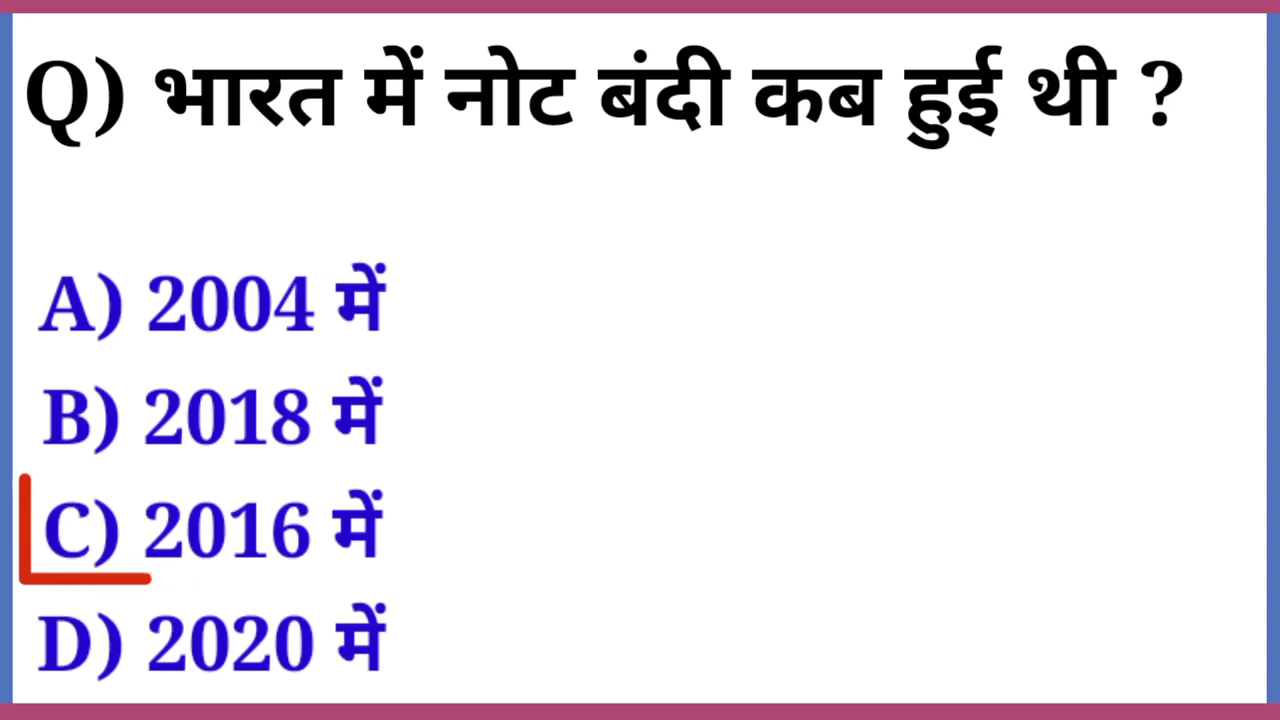 Q) भारत में नोट बंदी कब हुई थी ?
A) 2004 में
B) 2018 में
C) 2016 में
D) 2020 में